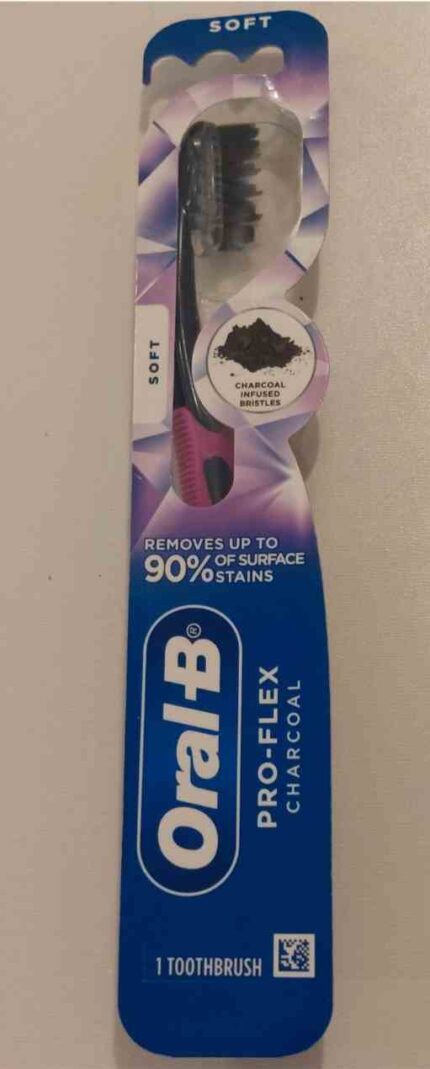 SOFT
SOFT
CHARCOAL
INFUSED
BRISTLES
REMOVES UP TO
90% OF SURFACE
STAINS
Oral-B®
PRO-FLEX
CHARCOAL
1 TOOTHBRUSH